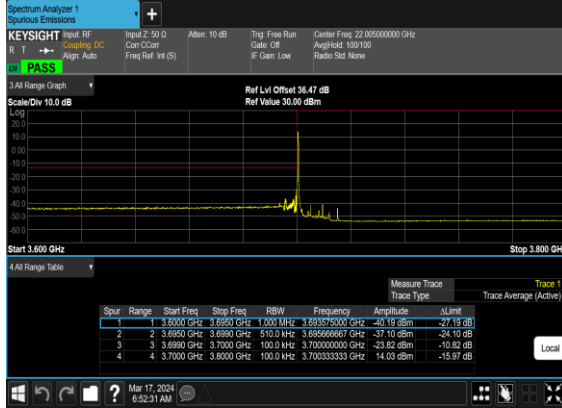 Spectrum Analyzer 1
Spurious Emissions
+
KEYSIGHT Input: RF Input Z: 50 Ω Atten: 10 dB Trig: Free Run Center Freq: 22.005000000 GHz
R T Coupling: DC Corr CCorr Gate: Off Avg|Hold: 100/100
Align: Auto Freq Ref: Int (S) IF Gain: Low Radio Std: None
PASS
3 All Range Graph Ref Lvl Offset 36.47 dB
Scale/Div 10.0 dB Ref Value 30.00 dBm
Log
20.0
10.0
0.00
-10.0
-20.0
-30.0
-40.0
-50.0
-60.0
Start 3.600 GHz Stop 3.800 GH
4 All Range Table
Measure Trace Trace 1
Trace Type Trace Average (Active)
Spur Range Start Freq Stop Freq RBW Frequency Amplitude ΔLimit
1 1 3.6000 GHz 3.6950 GHz 1.000 MHz 3.693575000 GHz -40.19 dBm -27.19 dB
2 2 3.6950 GHz 3.6990 GHz 510.0 kHz 3.695666667 GHz -37.10 dBm -24.10 dB
3 3 3.6990 GHz 3.7000 GHz 100.0 kHz 3.700000000 GHz -23.82 dBm -10.82 dB
4 4 3.7000 GHz 3.8000 GHz 100.0 kHz 3.700333333 GHz 14.03 dBm -15.97 dB
Local
? Mar 17, 2024
6:52:31 AM